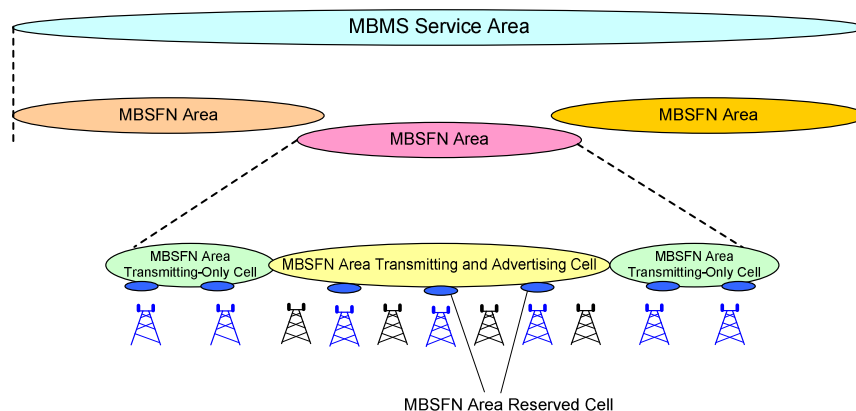 MBMS Service Area
MBSFN Area
MBSFN Area
MBSFN Area
MBSFN Area
Transmitting-Only Cell
MBSFN Area Transmitting and Advertising Cell
MBSFN Area
Transmitting-Only Cell
MBSFN Area Reserved Cell